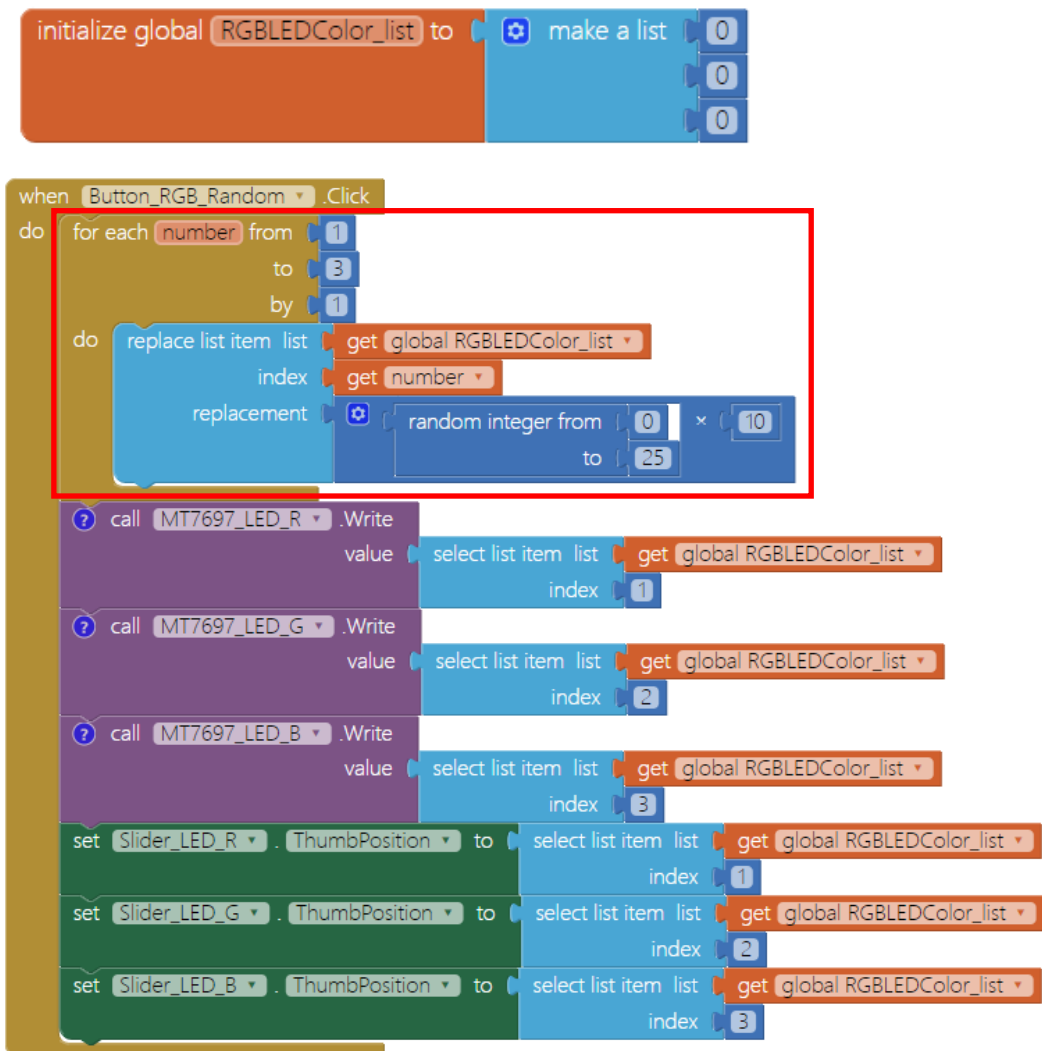 initialize global RGBLEDColor_list to make a list 0
0
0
when Button_RGB_Random .Click
do for each number from 1
to 3
by 1
do replace list item list get global RGBLEDColor_list
index get number
replacement random integer from 0 × 10
to 25
? call MT7697_LED_R .Write
value select list item list get global RGBLEDColor_list
index 1
? call MT7697_LED_G .Write
value select list item list get global RGBLEDColor_list
index 2
? call MT7697_LED_B .Write
value select list item list get global RGBLEDColor_list
index 3
set Slider_LED_R . ThumbPosition to select list item list get global RGBLEDColor_list
index 1
set Slider_LED_G . ThumbPosition to select list item list get global RGBLEDColor_list
index 2
set Slider_LED_B . ThumbPosition to select list item list get global RGBLEDColor_list
index 3